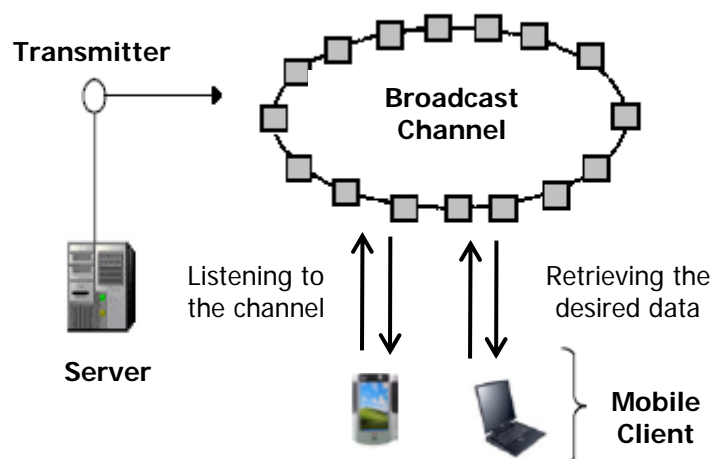 Transmitter
Broadcast
Channel
Listening to
the channel
Retrieving the
desired data
Server
Mobile
Client